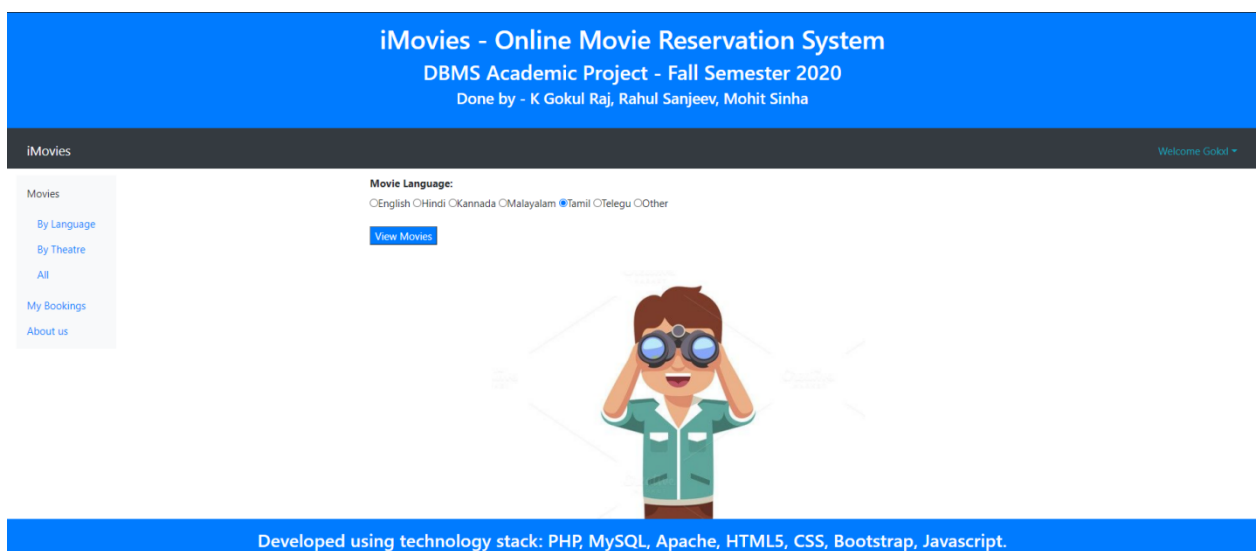 iMovies - Online Movie Reservation System
DBMS Academic Project - Fall Semester 2020
Done by - K Gokul Raj, Rahul Sanjeev, Mohit Sinha
iMovies
Welcome
Movies
By Language
By Theatre
All
My Bookings
About us
Movie Language:
English Hindi Kannada Malayalam Tamil Telegu Other
View Movies
Developed using technology stack: PHP, MySQL, Apache, HTML5, CSS, Bootstrap, Javascript.